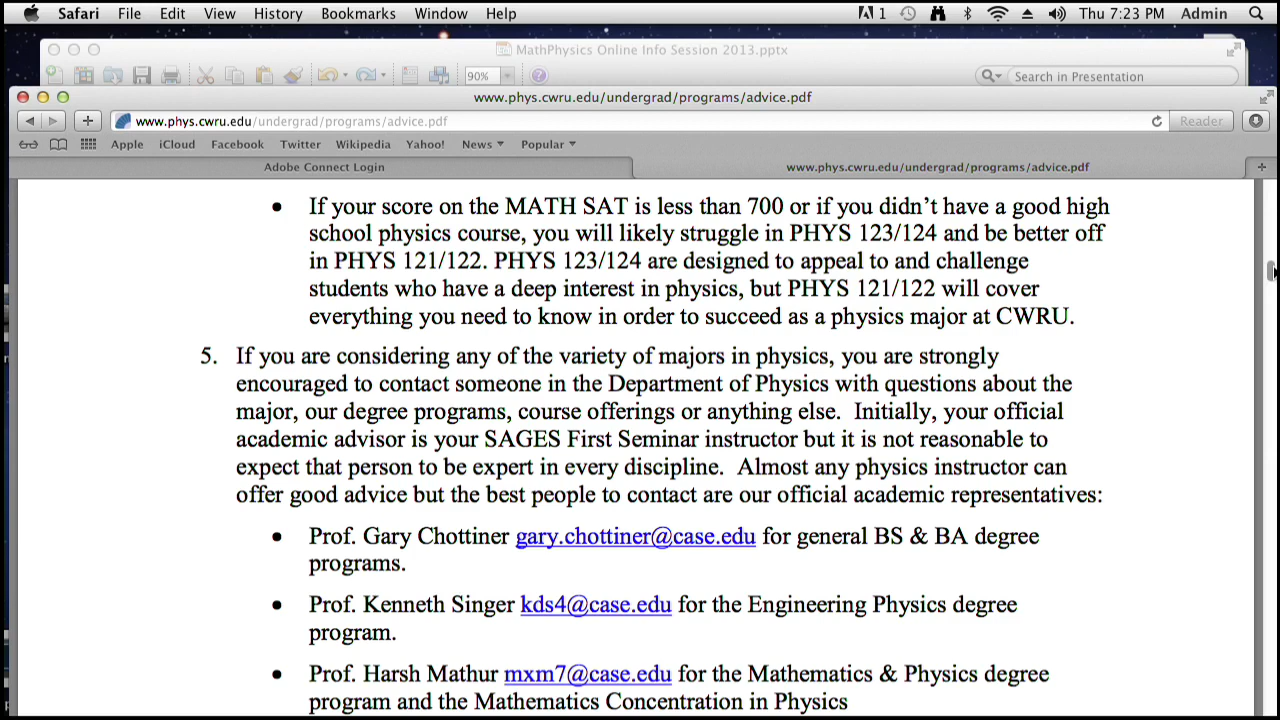 Safari File Edit View History Bookmarks Window Help 1 Thu 7:23 PM Admin
MathPhysics Online Info Session 2013.pptx
90% Search in Presentation
www.phys.cwru.edu/undergrad/programs/advice.pdf
www.phys.cwru.edu/undergrad/programs/advice.pdf Reader
Apple iCloud Facebook Twitter Wikipedia Yahoo! News Popular
Adobe Connect Login www.phys.cwru.edu/undergrad/programs/advice.pdf
• If your score on the MATH SAT is less than 700 or if you didn’t have a good high
school physics course, you will likely struggle in PHYS 123/124 and be better off
in PHYS 121/122. PHYS 123/124 are designed to appeal to and challenge
students who have a deep interest in physics, but PHYS 121/122 will cover
everything you need to know in order to succeed as a physics major at CWRU.
5. If you are considering any of the variety of majors in physics, you are strongly
encouraged to contact someone in the Department of Physics with questions about the
major, our degree programs, course offerings or anything else. Initially, your official
academic advisor is your SAGES First Seminar instructor but it is not reasonable to
expect that person to be expert in every discipline. Almost any physics instructor can
offer good advice but the best people to contact are our official academic representatives:
• Prof. Gary Chottiner gary.chottiner@case.edu for general BS & BA degree
programs.
• Prof. Kenneth Singer kds4@case.edu for the Engineering Physics degree
program.
• Prof. Harsh Mathur mxm7@case.edu for the Mathematics & Physics degree
program and the Mathematics Concentration in Physics